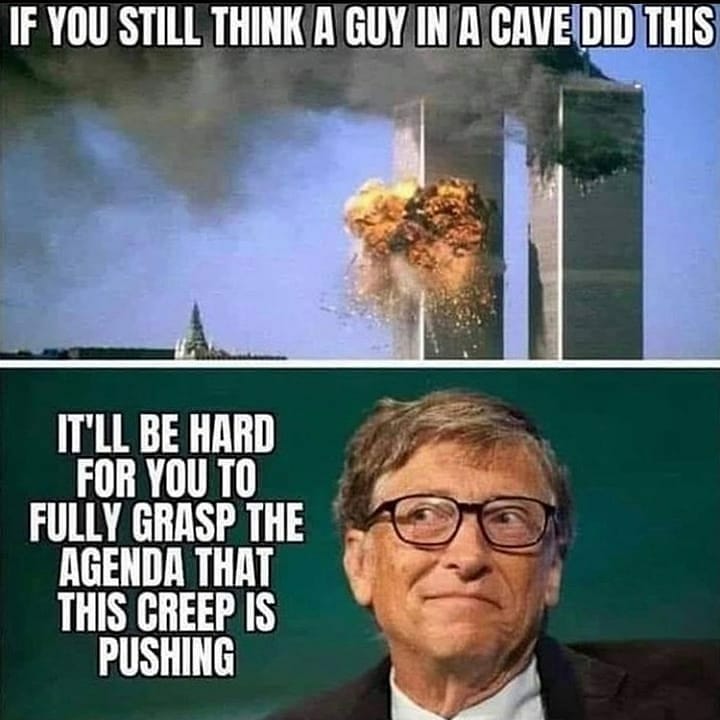 IF YOU STILL THINK A GUY IN A CAVE DID THIS
IT'LL BE HARD
FOR YOU TO
FULLY GRASP THE
AGENDA THAT
THIS CREEP IS
PUSHING